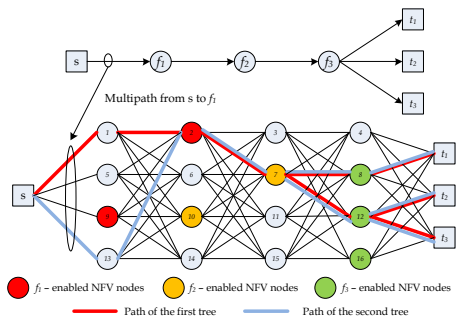 t1
s
f1
f2
f3
t2
t3
Multipath from s to f1
1
2
3
4
t1
5
6
7
8
s
t2
9
10
11
12
t3
13
14
15
16
f1 – enabled NFV nodes
f2 – enabled NFV nodes
f3 – enabled NFV nodes
Path of the first tree
Path of the second tree